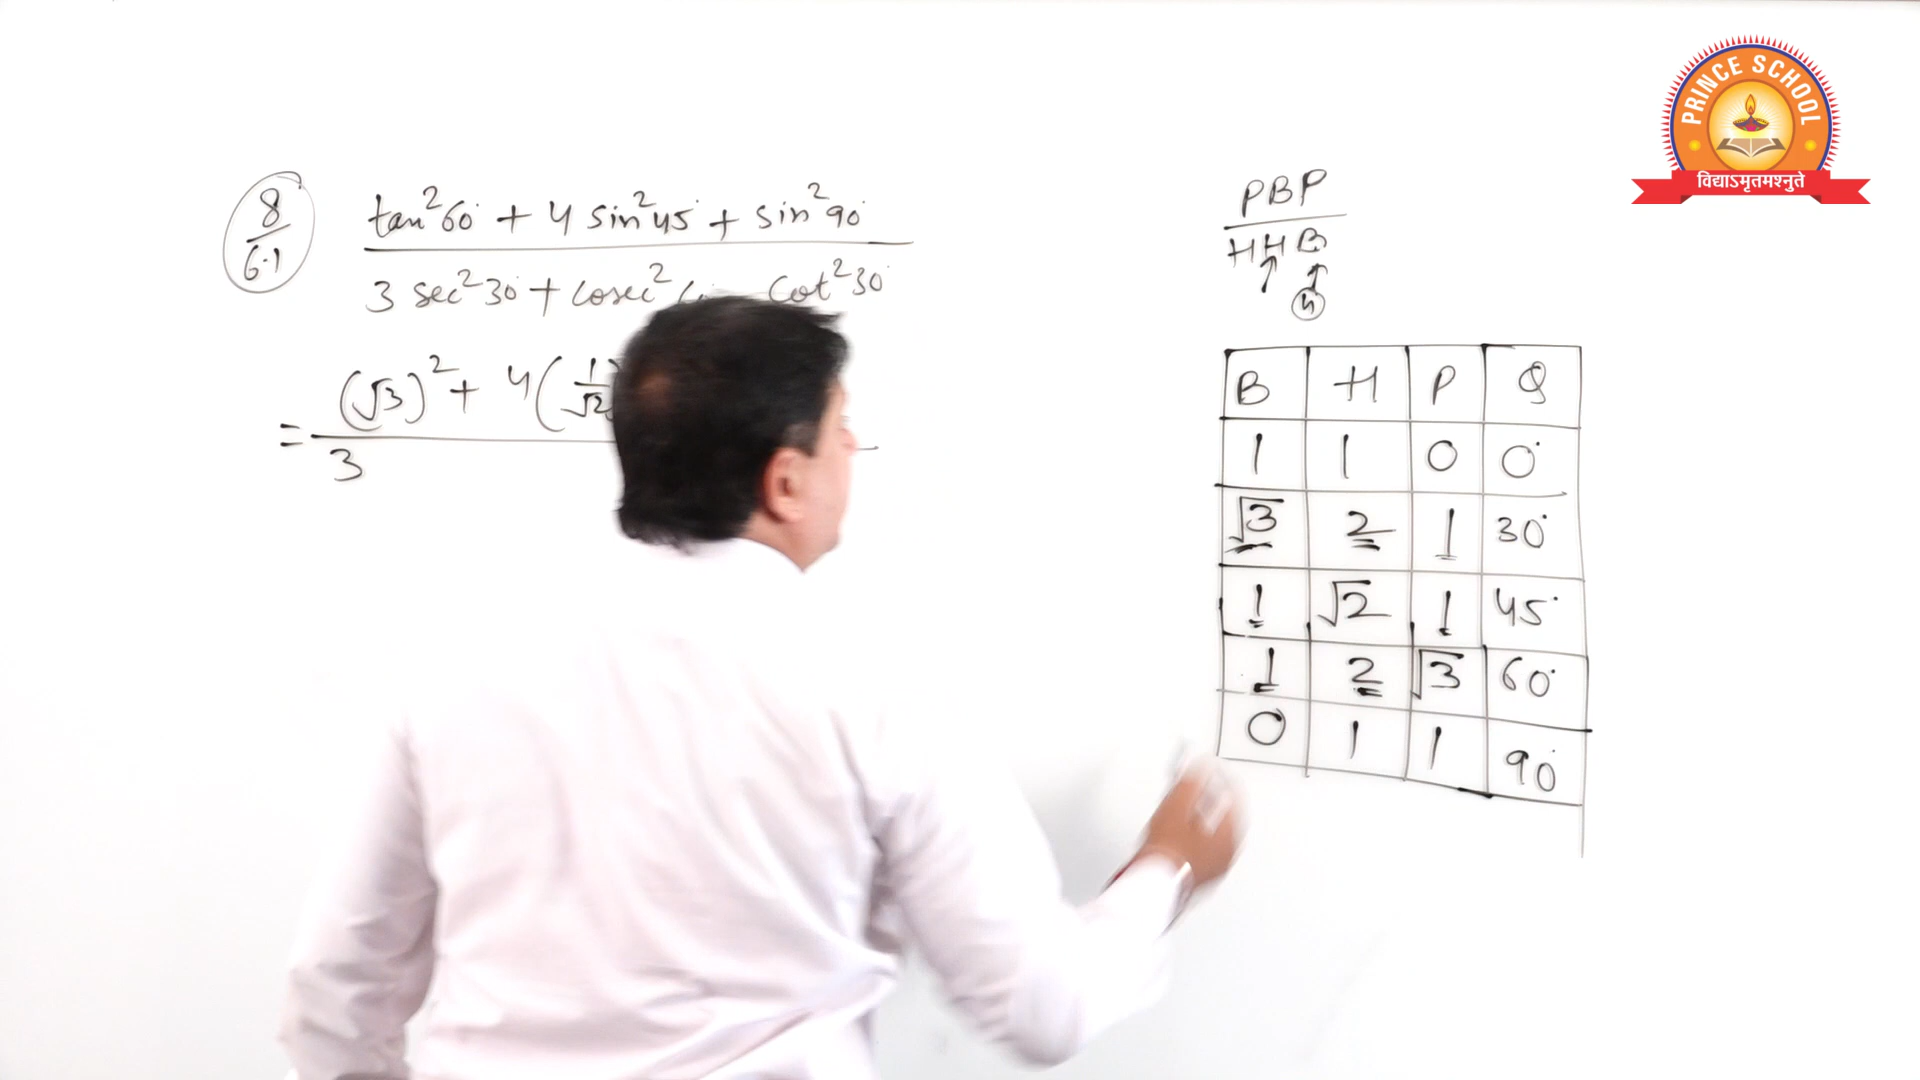 PRINCE SCHOOL
विद्याऽमृतमश्नुते
8/6.1
tan²60° + 4 sin²45° + sin²90°
3 sec²30° + cosec² cot²30°
= (√3)² + 4(1/√2)
3
PBP
HHB
4
B H P Q
1 1 0 0°
√3 2 1 30°
1 √2 1 45°
1 2 √3 60°
0 1 1 90°